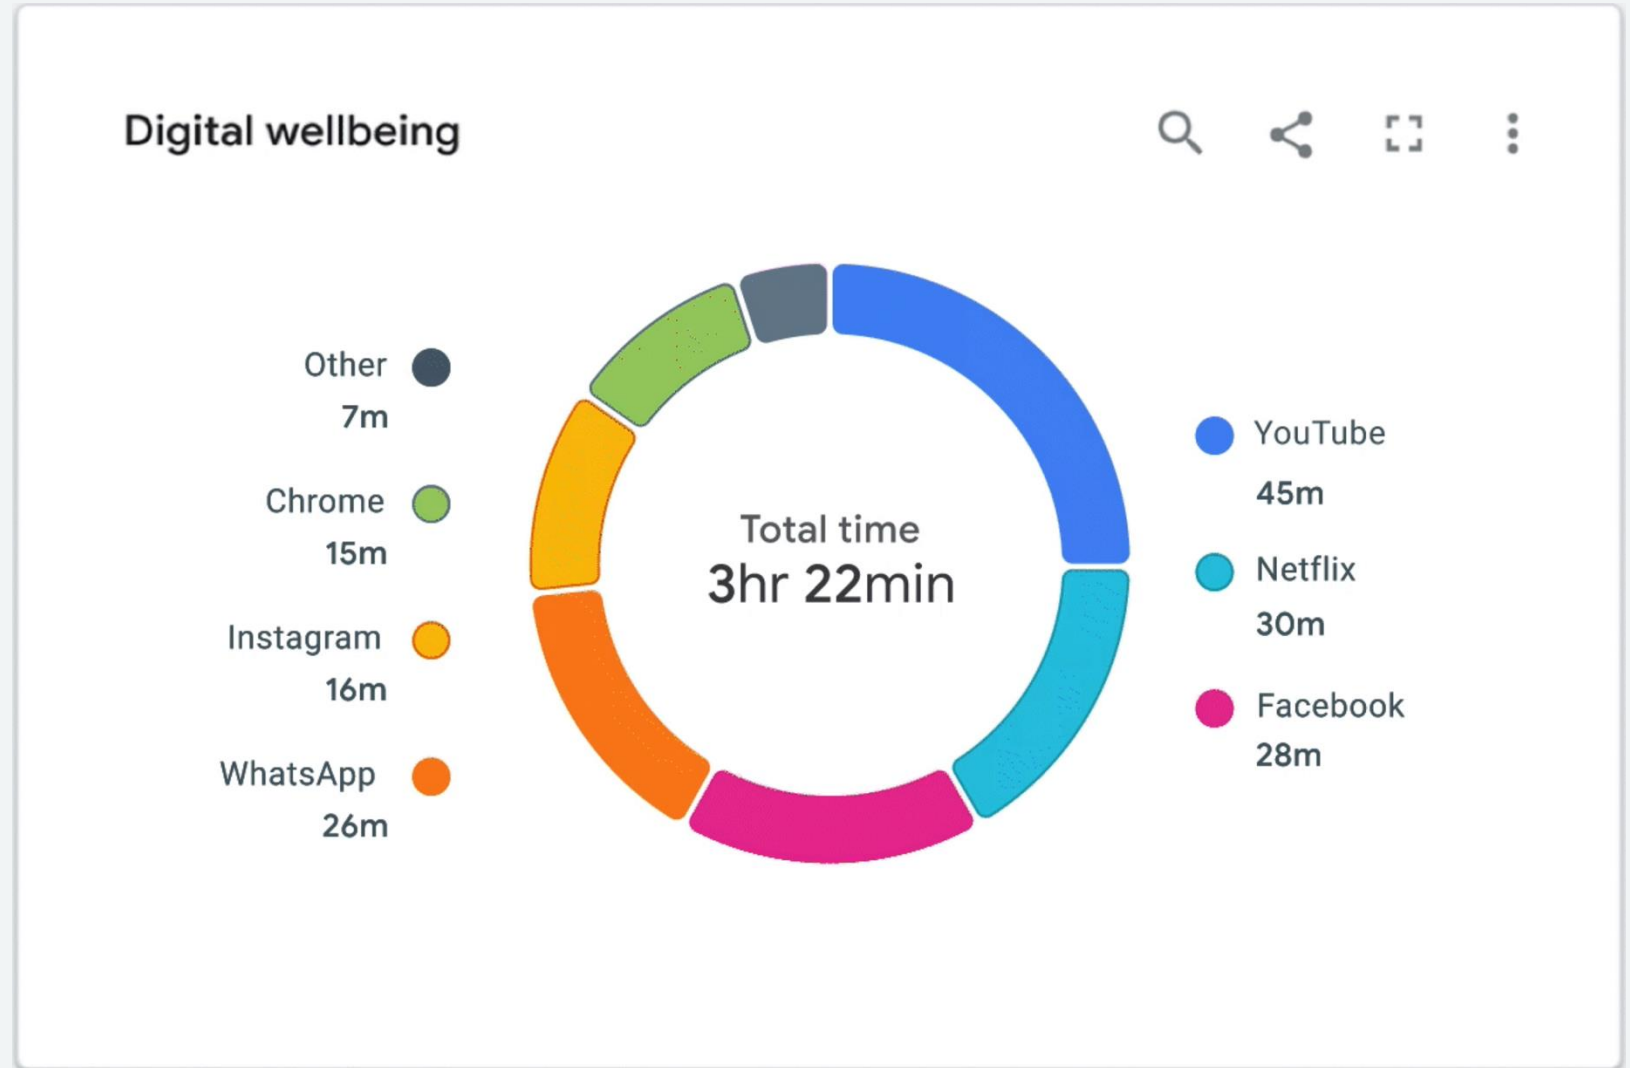 Digital wellbeing
Other
7m
Chrome
15m
Instagram
16m
WhatsApp
26m
Total time
3hr 22min
YouTube
45m
Netflix
30m
Facebook
28m